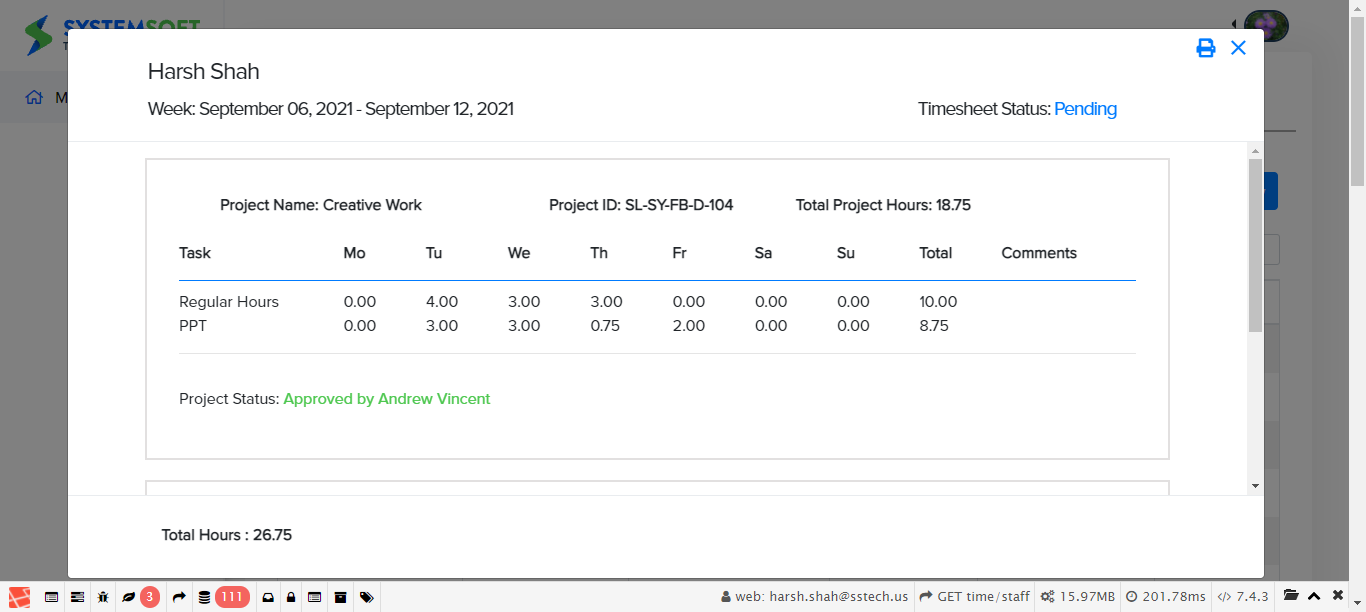 SYSTEMSOFT
T
Harsh Shah
Week: September 06, 2021 - September 12, 2021
Timesheet Status: Pending
M
Project Name: Creative Work Project ID: SL-SY-FB-D-104 Total Project Hours: 18.75
Task Mo Tu We Th Fr Sa Su Total Comments
Regular Hours 0.00 4.00 3.00 3.00 0.00 0.00 0.00 10.00
PPT 0.00 3.00 3.00 0.75 2.00 0.00 0.00 8.75
Project Status: Approved by Andrew Vincent
Total Hours : 26.75
3 111 web: harsh.shah@sstech.us GET time/staff 15.97MB 201.78ms </> 7.4.3